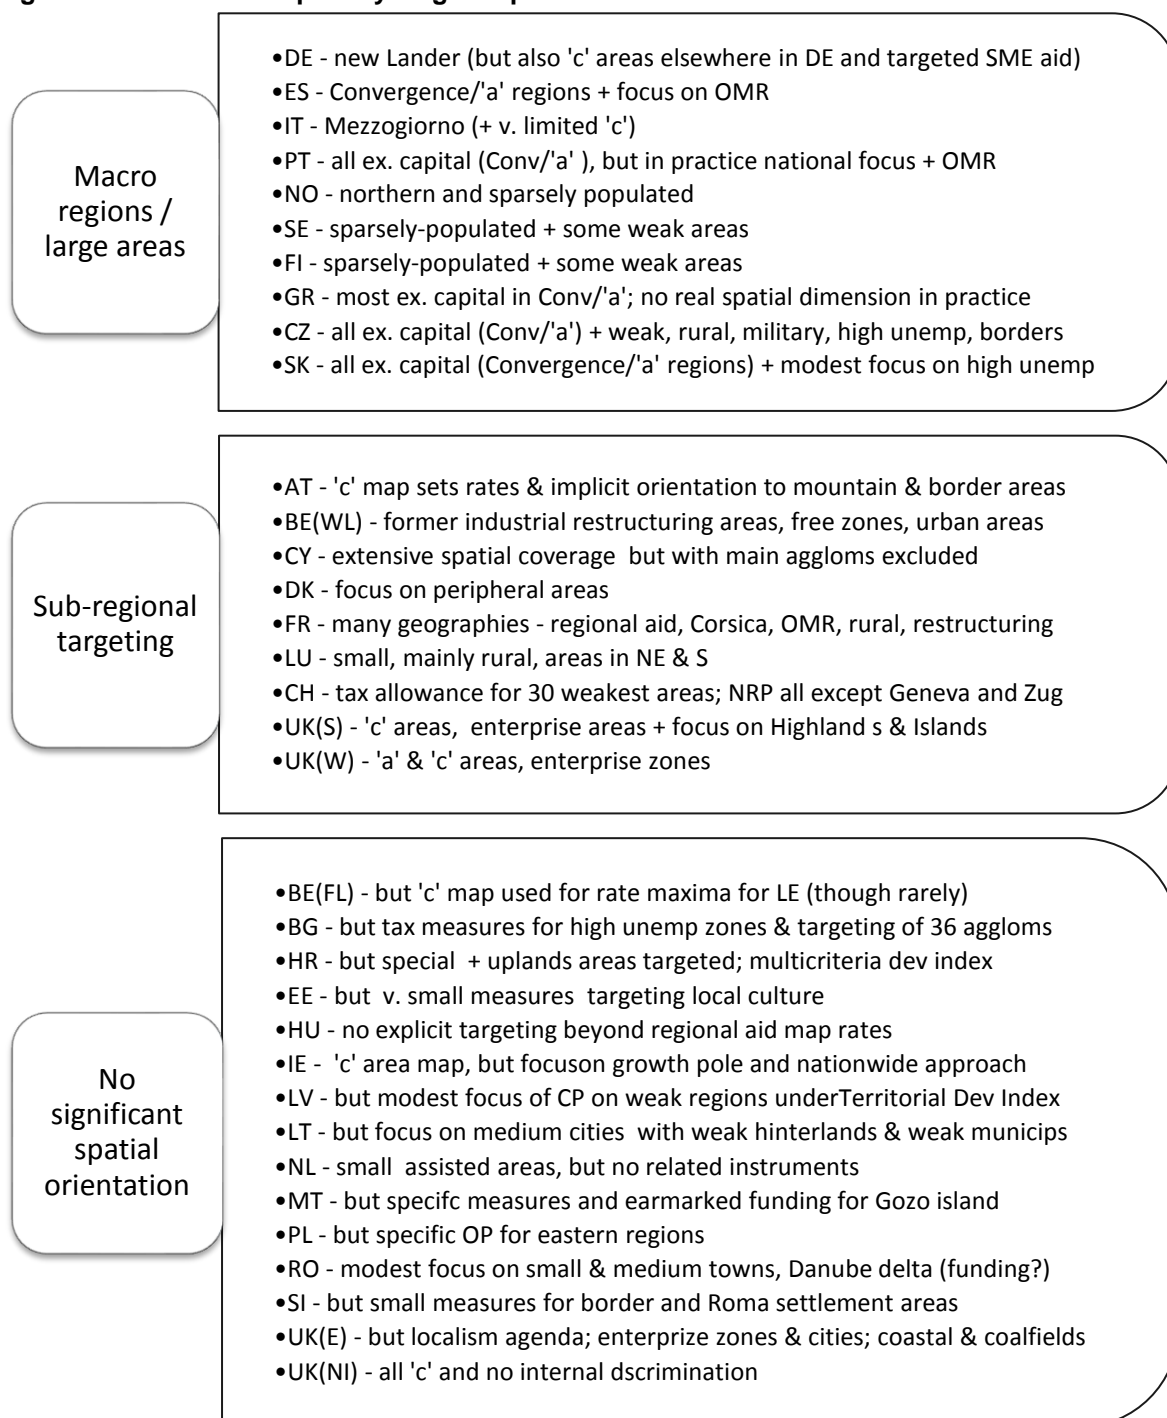 Macro
regions /
large areas
•DE - new Lander (but also 'c' areas elsewhere in DE and targeted SME aid)
•ES - Convergence/'a' regions + focus on OMR
•IT - Mezzogiorno (+ v. limited 'c')
•PT - all ex. capital (Conv/'a' ), but in practice national focus + OMR
•NO - northern and sparsely populated
•SE - sparsely-populated + some weak areas
•FI - sparsely-populated + some weak areas
•GR - most ex. capital in Conv/'a'; no real spatial dimension in practice
•CZ - all ex. capital (Conv/'a') + weak, rural, military, high unemp, borders
•SK - all ex. capital (Convergence/'a' regions) + modest focus on high unemp
Sub-regional
targeting
•AT - 'c' map sets rates & implicit orientation to mountain & border areas
•BE(WL) - former industrial restructuring areas, free zones, urban areas
•CY - extensive spatial coverage  but with main aggloms excluded
•DK - focus on peripheral areas
•FR - many geographies - regional aid, Corsica, OMR, rural, restructuring
•LU - small, mainly rural, areas in NE & S
•CH - tax allowance for 30 weakest areas; NRP all except Geneva and Zug
•UK(S) - 'c' areas,  enterprise areas + focus on Highland s & Islands
•UK(W) - 'a' & 'c' areas, enterprise zones
No
significant
spatial
orientation
•BE(FL) - but 'c' map used for rate maxima for LE (though rarely)
•BG - but tax measures for high unemp zones & targeting of 36 aggloms
•HR - but special  + uplands areas targeted; multicriteria dev index
•EE - but  v. small measures  targeting local culture
•HU - no explicit targeting beyond regional aid map rates
•IE -  'c' area map, but focuson growth pole and nationwide approach
•LV - but modest focus of CP on weak regions underTerritorial Dev Index
•LT - but focus on medium cities  with weak hinterlands & weak municips
•NL - small  assisted areas, but no related instruments
•MT - but specifc measures and earmarked funding for Gozo island
•PL - but specific OP for eastern regions
•RO - modest focus on small & medium towns, Danube delta (funding?)
•SI - but small measures for border and Roma settlement areas
•UK(E) - but localism agenda; enterprize zones & cities; coastal & coalfields
•UK(NI) - all 'c' and no internal dscrimination